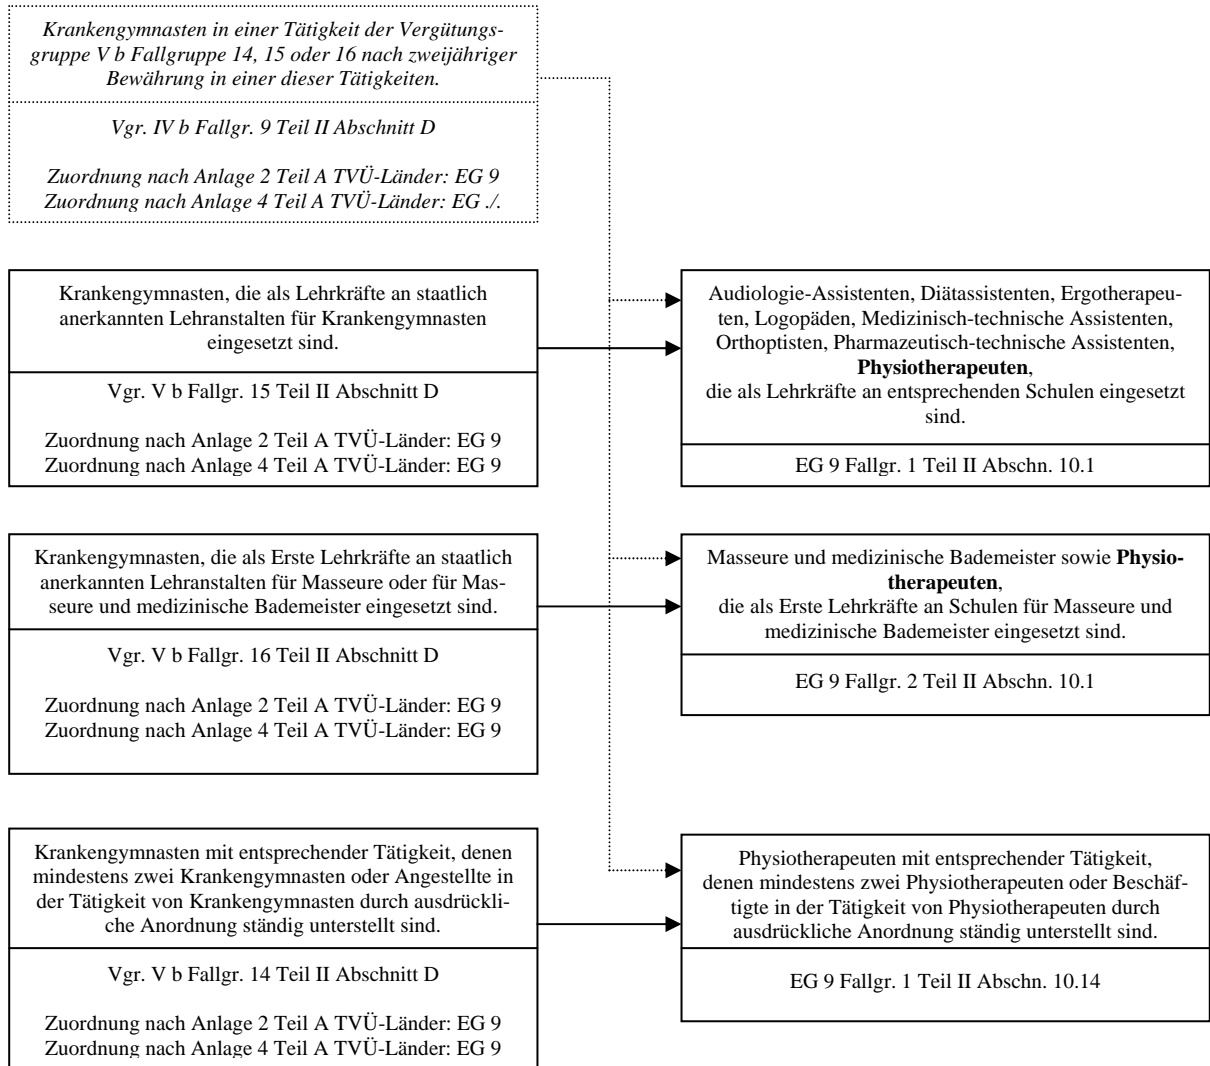 Krankengymnasten in einer Tätigkeit der Vergütungs-
gruppe V b Fallgruppe 14, 15 oder 16 nach zweijähriger
Bewährung in einer dieser Tätigkeiten.
Vgr. IV b Fallgr. 9 Teil II Abschnitt D
Zuordnung nach Anlage 2 Teil A TVÜ-Länder: EG 9
Zuordnung nach Anlage 4 Teil A TVÜ-Länder: EG ./.
Krankengymnasten, die als Lehrkräfte an staatlich
anerkannten Lehranstalten für Krankengymnasten
eingesetzt sind.
Vgr. V b Fallgr. 15 Teil II Abschnitt D
Zuordnung nach Anlage 2 Teil A TVÜ-Länder: EG 9
Zuordnung nach Anlage 4 Teil A TVÜ-Länder: EG 9
Audiologie-Assistenten, Diätassistenten, Ergotherapeu-
ten, Logopäden, Medizinisch-technische Assistenten,
Orthoptisten, Pharmazeutisch-technische Assistenten,
Physiotherapeuten,
die als Lehrkräfte an entsprechenden Schulen eingesetzt
sind.
EG 9 Fallgr. 1 Teil II Abschn. 10.1
Krankengymnasten, die als Erste Lehrkräfte an staatlich
anerkannten Lehranstalten für Masseure oder für Mas-
seure und medizinische Bademeister eingesetzt sind.
Vgr. V b Fallgr. 16 Teil II Abschnitt D
Zuordnung nach Anlage 2 Teil A TVÜ-Länder: EG 9
Zuordnung nach Anlage 4 Teil A TVÜ-Länder: EG 9
Masseure und medizinische Bademeister sowie Physio-
therapeuten,
die als Erste Lehrkräfte an Schulen für Masseure und
medizinische Bademeister eingesetzt sind.
EG 9 Fallgr. 2 Teil II Abschn. 10.1
Krankengymnasten mit entsprechender Tätigkeit, denen
mindestens zwei Krankengymnasten oder Angestellte in
der Tätigkeit von Krankengymnasten durch ausdrückli-
che Anordnung ständig unterstellt sind.
Vgr. V b Fallgr. 14 Teil II Abschnitt D
Zuordnung nach Anlage 2 Teil A TVÜ-Länder: EG 9
Zuordnung nach Anlage 4 Teil A TVÜ-Länder: EG 9
Physiotherapeuten mit entsprechender Tätigkeit,
denen mindestens zwei Physiotherapeuten oder Beschäf-
tigte in der Tätigkeit von Physiotherapeuten durch
ausdrückliche Anordnung ständig unterstellt sind.
EG 9 Fallgr. 1 Teil II Abschn. 10.14